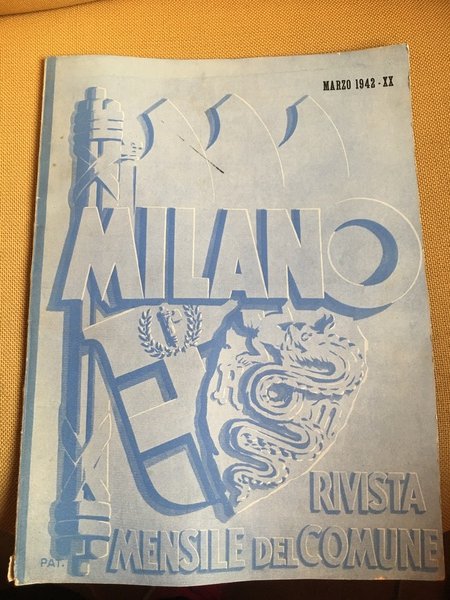 MARZO 1942 - XX
MILANO
RIVISTA
MENSILE DEL COMUNE
PAT.